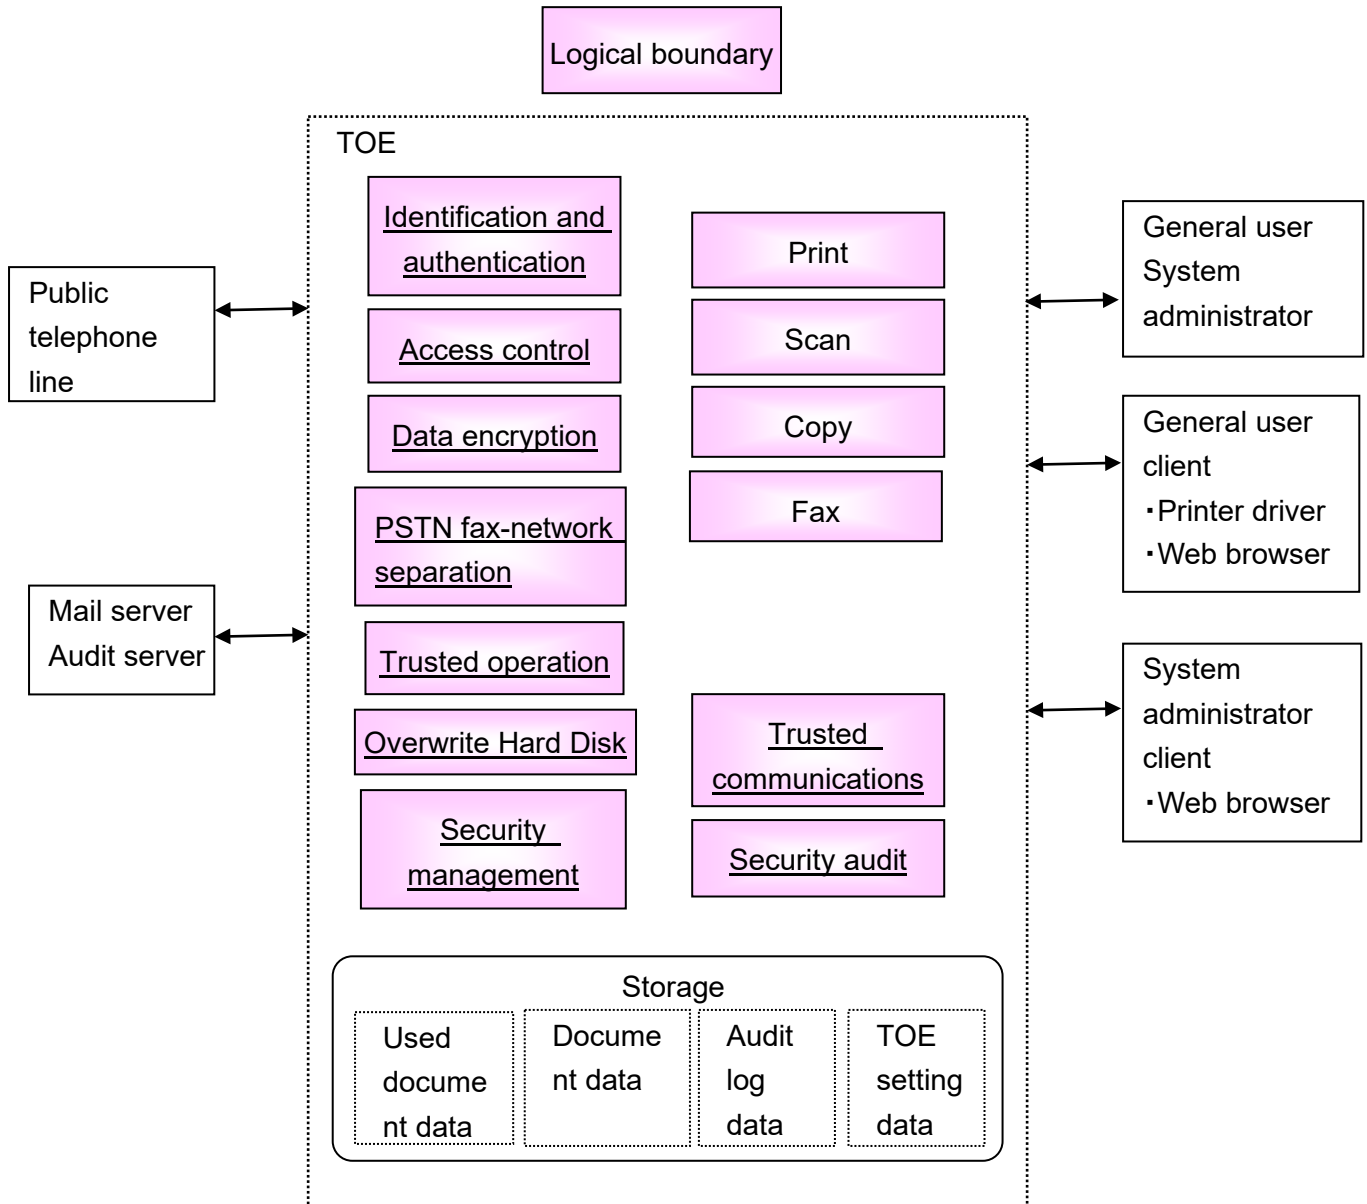 Logical boundary
TOE
Identification and
authentication
Access control
Data encryption
PSTN fax-network
separation
Trusted operation
Overwrite Hard Disk
Security
management
Print
Scan
Copy
Fax
Trusted
communications
Security audit
Public
telephone
line
Mail server
Audit server
General user
System
administrator
General user
client
・Printer driver
・Web browser
System
administrator
client
・Web browser
Storage
Used
docume
nt data
Docume
nt data
Audit
log
data
TOE
setting
data